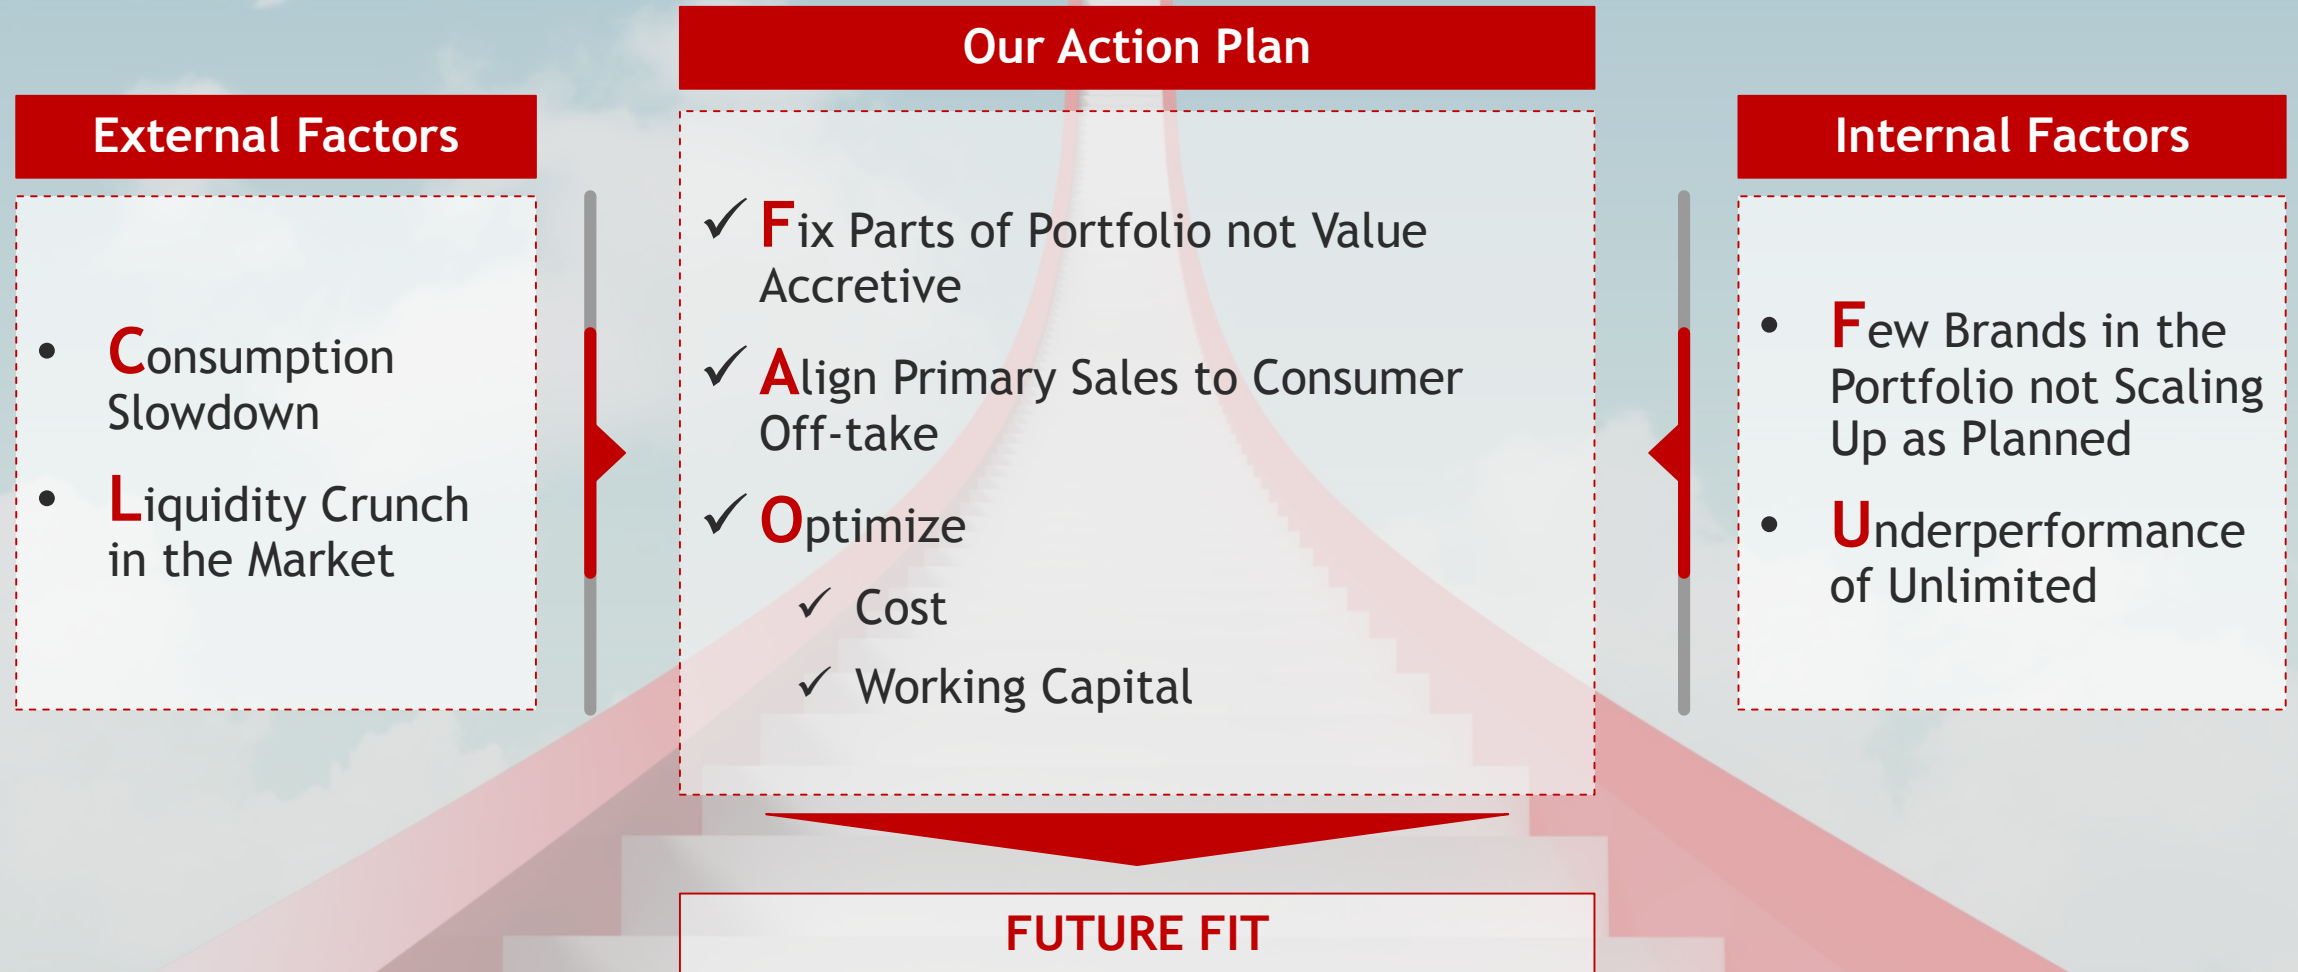 Our Action Plan
External Factors
Internal Factors
• Consumption
Slowdown
• Liquidity Crunch
in the Market
✓ Fix Parts of Portfolio not Value
Accretive
✓ Align Primary Sales to Consumer
Off-take
✓ Optimize
✓ Cost
✓ Working Capital
• Few Brands in the
Portfolio not Scaling
Up as Planned
• Underperformance
of Unlimited
FUTURE FIT